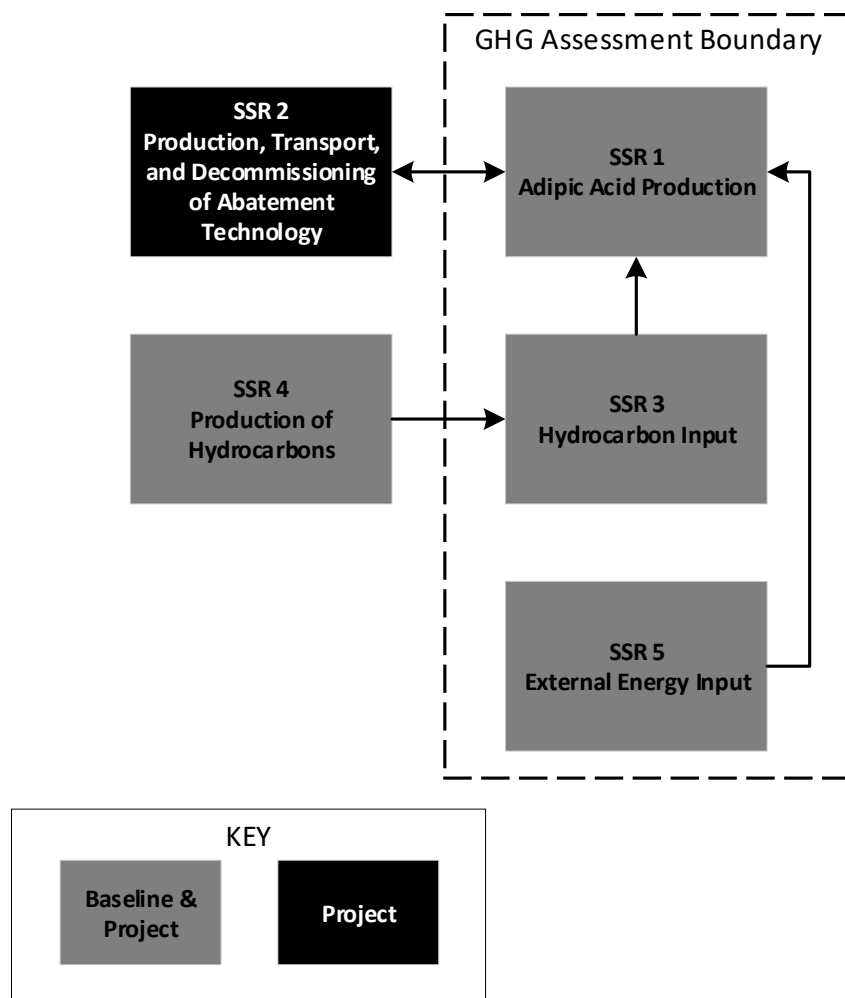 GHG Assessment Boundary
SSR 2
Production, Transport,
and Decommissioning
of Abatement
Technology
SSR 1
Adipic Acid Production
SSR 4
Production of
Hydrocarbons
SSR 3
Hydrocarbon Input
SSR 5
External Energy Input
KEY
Baseline &
Project
Project